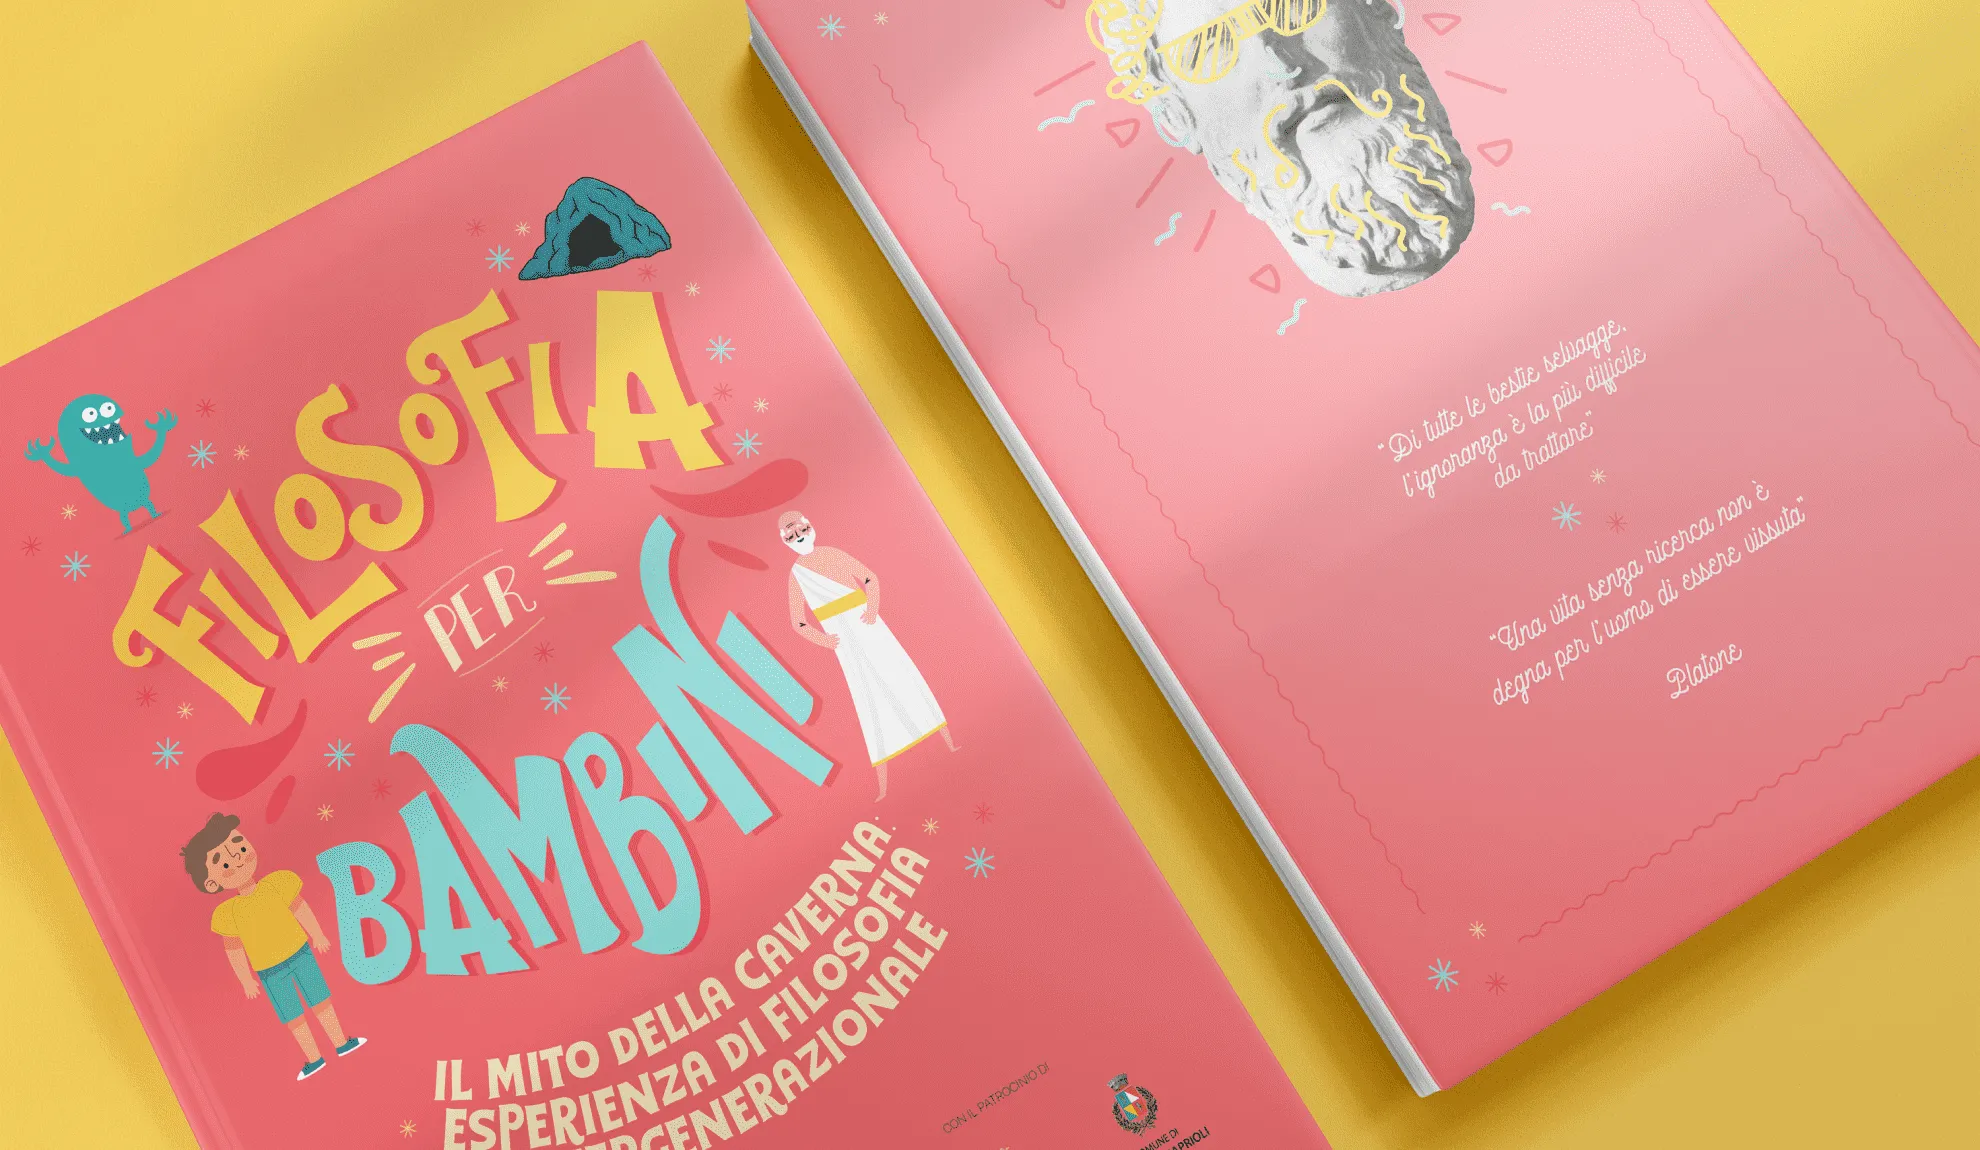 FILOSOFIA
PER
BAMBINI
IL MITO DELLA CAVERNA:
ESPERIENZA DI FILOSOFIA
CON IL PATROCINIO DI
"Di tutte le bestie selvagge,
l'ignoranza è la più difficile
da trattare"
"Una vita senza ricerca non è
degna per l'uomo di essere vissuta"
Platone